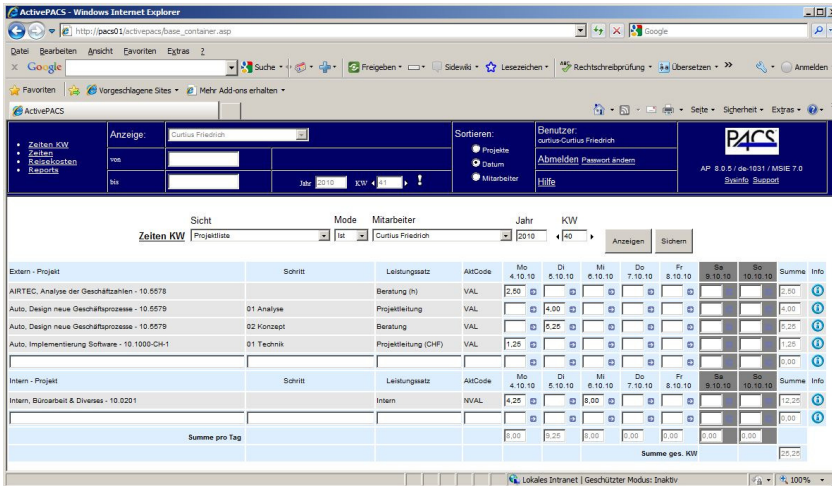 ActivePACS - Windows Internet Explorer
http://pacs01/activepacs/base_container.asp
Google
Datei Bearbeiten Ansicht Favoriten Extras ?
x Google Suche Freigeben Sidewiki Lesezeichen Rechtschreibprüfung Übersetzen >> Anmelden
Favoriten Vorgeschlagene Sites Mehr Add-ons erhalten
ActivePACS Seite Sicherheit Extras
Zeiten KW
Zeiten
Reisekosten
Reports
Anzeige: Curtius Friedrich
von
bis Jahr 2010 KW 41 !
Sortieren:
Projekte
Datum
Mitarbeiter
Benutzer:
curtius-Curtius Friedrich
Abmelden Passwort ändern
Hilfe
PACS
AP 8.0.5 / de-1031 / MSIE 7.0
Sysinfo Support
Sicht Mode Mitarbeiter Jahr KW
Zeiten KW Projektliste Ist Curtius Friedrich 2010 40 Anzeigen Sichern
Extern - Projekt Schritt Leistungssatz AktCode Mo 4.10.10 Di 5.10.10 Mi 6.10.10 Do 7.10.10 Fr 8.10.10 Sa 9.10.10 So 10.10.10 Summe Info
AIRTEC, Analyse der Geschäftzahlen - 10.5578 Beratung (h) VAL 2,50 2,50
Auto, Design neue Geschäftsprozesse - 10.5579 01 Analyse Projektleitung VAL 4,00 4,00
Auto, Design neue Geschäftsprozesse - 10.5579 02 Konzept Beratung VAL 5,25 5,25
Auto, Implementierung Software - 10.1000-CH-1 01 Technik Projektleitung (CHF) VAL 1,25 1,25
0,00
Intern - Projekt Schritt Leistungssatz AktCode Mo 4.10.10 Di 5.10.10 Mi 6.10.10 Do 7.10.10 Fr 8.10.10 Sa 9.10.10 So 10.10.10 Summe Info
Intern, Büroarbeit & Diverses - 10.0201 Intern NVAL 4,25 8,00 12,25
0,00
Summe pro Tag 8,00 9,25 8,00 0,00 0,00 0,00 0,00
Summe ges. KW 25,25
Lokales Intranet | Geschützter Modus: Inaktiv 100%